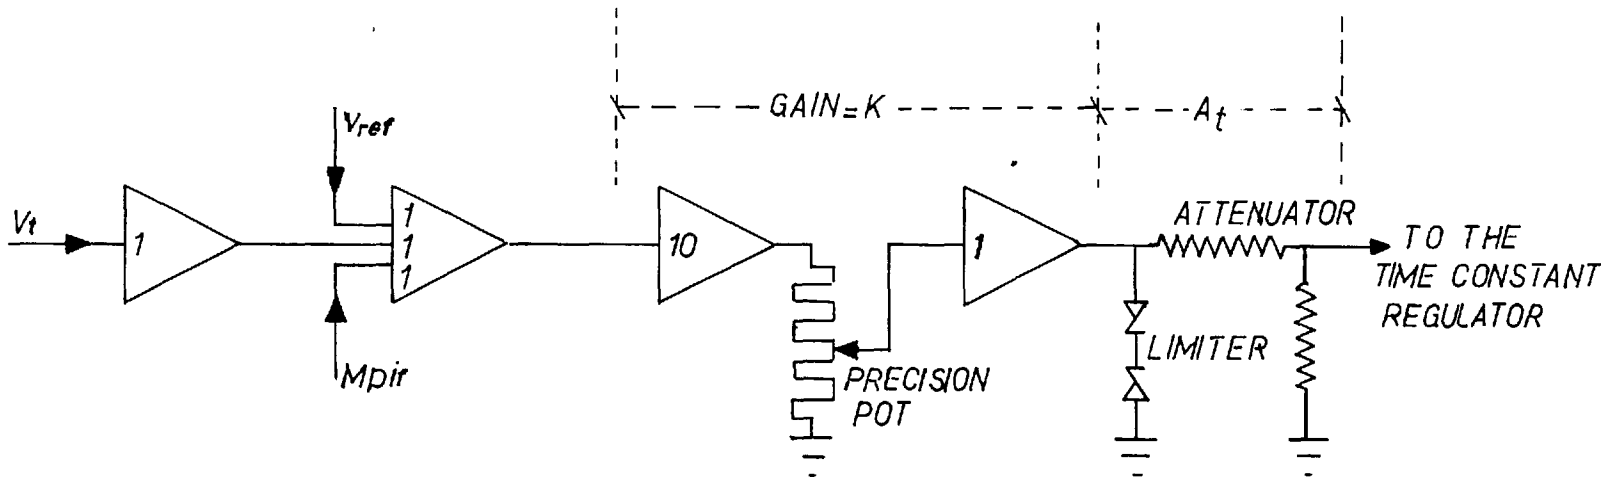 GAIN=K
At
Vref
Vt
1
1
1
1
10
1
ATTENUATOR
TO THE
TIME CONSTANT
REGULATOR
LIMITER
Mpif
PRECISION
POT